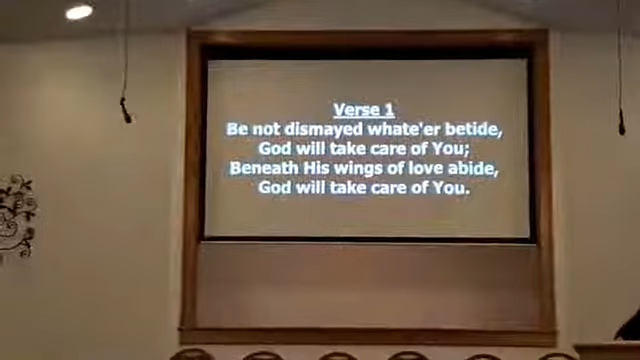 Verse 1
Be not dismayed whate'er betide,
God will take care of You;
Beneath His wings of love abide,
God will take care of You.